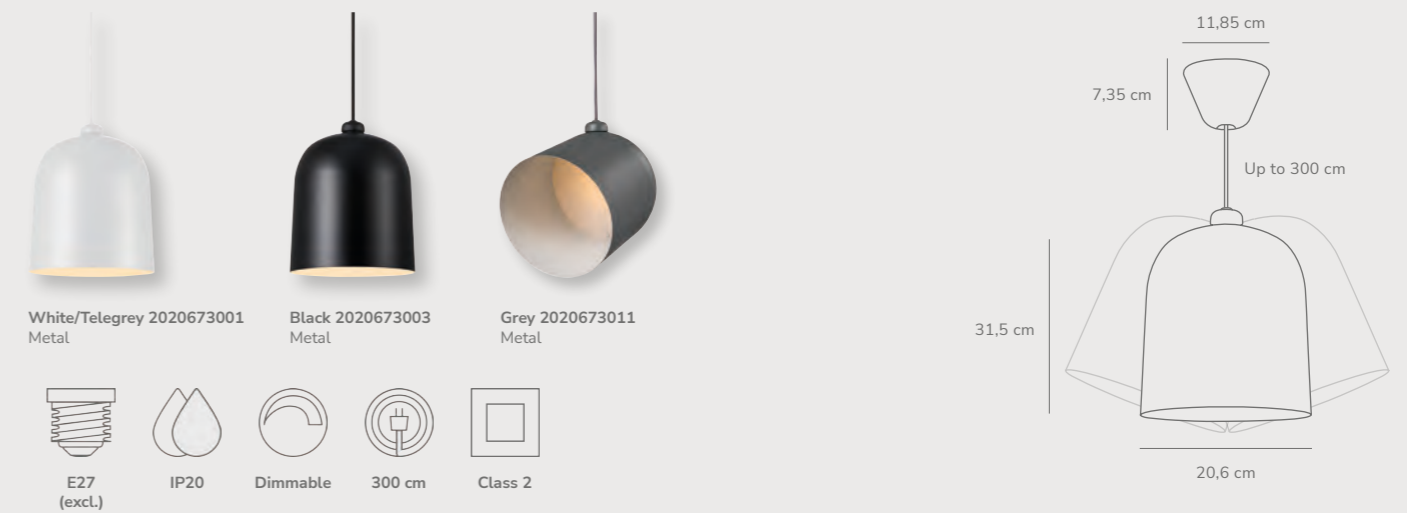 White/Telegrey 2020673001
Metal
Black 2020673003
Metal
Grey 2020673011
Metal
E27
(excl.)
IP20
Dimmable
300 cm
Class 2
11,85 cm
7,35 cm
Up to 300 cm
31,5 cm
20,6 cm